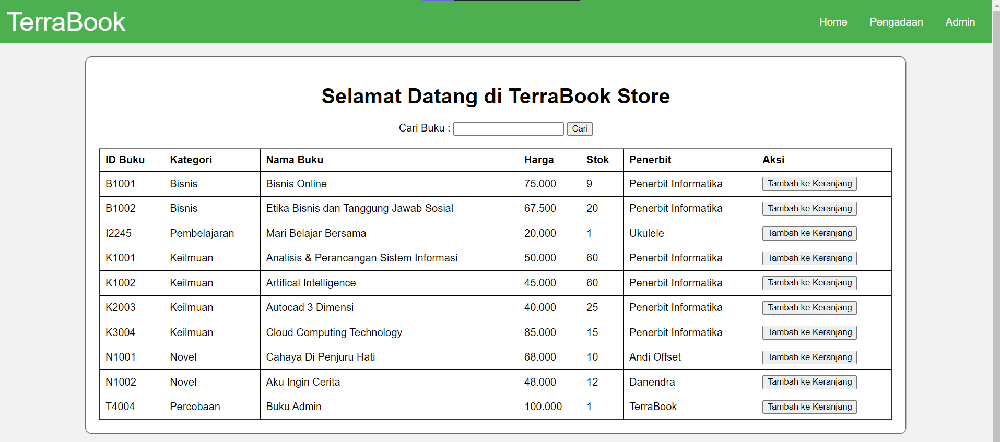 TerraBook Home Pengadaan Admin
Selamat Datang di TerraBook Store
Cari Buku : Cari
ID Buku Kategori Nama Buku Harga Stok Penerbit Aksi
B1001 Bisnis Bisnis Online 75.000 9 Penerbit Informatika Tambah ke Keranjang
B1002 Bisnis Etika Bisnis dan Tanggung Jawab Sosial 67.500 20 Penerbit Informatika Tambah ke Keranjang
I2245 Pembelajaran Mari Belajar Bersama 20.000 1 Ukulele Tambah ke Keranjang
K1001 Keilmuan Analisis & Perancangan Sistem Informasi 50.000 60 Penerbit Informatika Tambah ke Keranjang
K1002 Keilmuan Artifical Intelligence 45.000 60 Penerbit Informatika Tambah ke Keranjang
K2003 Keilmuan Autocad 3 Dimensi 40.000 25 Penerbit Informatika Tambah ke Keranjang
K3004 Keilmuan Cloud Computing Technology 85.000 15 Penerbit Informatika Tambah ke Keranjang
N1001 Novel Cahaya Di Penjuru Hati 68.000 10 Andi Offset Tambah ke Keranjang
N1002 Novel Aku Ingin Cerita 48.000 12 Danendra Tambah ke Keranjang
T4004 Percobaan Buku Admin 100.000 1 TerraBook Tambah ke Keranjang